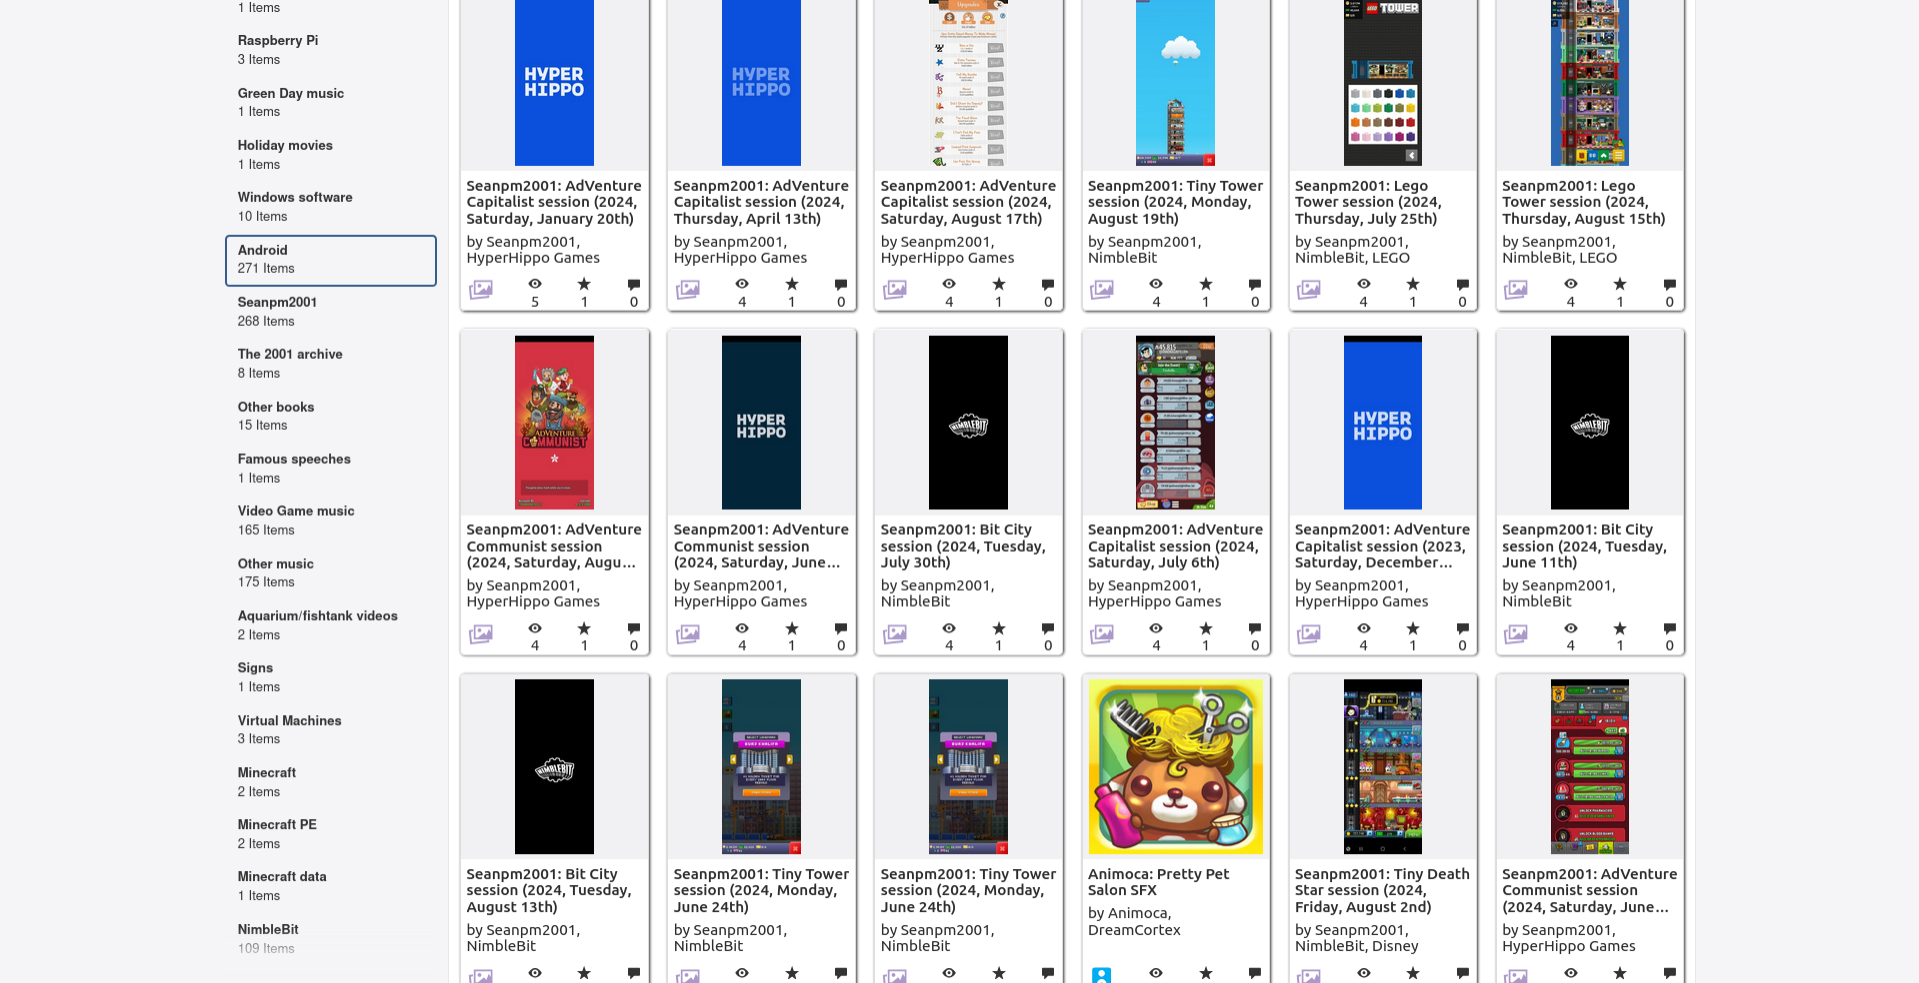 1 Items
Raspberry Pi
3 Items
Green Day music
1 Items
Holiday movies
1 Items
Windows software
10 Items
Android
271 Items
Seanpm2001
268 Items
The 2001 archive
8 Items
Other books
15 Items
Famous speeches
1 Items
Video Game music
165 Items
Other music
175 Items
Aquarium/fishtank videos
2 Items
Signs
1 Items
Virtual Machines
3 Items
Minecraft
2 Items
Minecraft PE
2 Items
Minecraft data
1 Items
NimbleBit
109 Items
HYPER
HIPPO
Seanpm2001: AdVenture
Capitalist session (2024,
Saturday, January 20th)
by Seanpm2001,
HyperHippo Games
5 1 0
HYPER
HIPPO
Seanpm2001: AdVenture
Capitalist session (2024,
Thursday, April 13th)
by Seanpm2001,
HyperHippo Games
4 1 0
Upgrades
Seanpm2001: AdVenture
Capitalist session (2024,
Saturday, August 17th)
by Seanpm2001,
HyperHippo Games
4 1 0
Seanpm2001: Tiny Tower
session (2024, Monday,
August 19th)
by Seanpm2001,
NimbleBit
4 1 0
LEGO TOWER
Seanpm2001: Lego
Tower session (2024,
Thursday, July 25th)
by Seanpm2001,
NimbleBit, LEGO
4 1 0
Seanpm2001: Lego
Tower session (2024,
Thursday, August 15th)
by Seanpm2001,
NimbleBit, LEGO
4 1 0
ADVENTURE
COMMUNIST
Seanpm2001: AdVenture
Communist session
(2024, Saturday, Augu...
by Seanpm2001,
HyperHippo Games
4 1 0
HYPER
HIPPO
Seanpm2001: AdVenture
Communist session
(2024, Saturday, June...
by Seanpm2001,
HyperHippo Games
4 1 0
NIMBLEBIT
Seanpm2001: Bit City
session (2024, Tuesday,
July 30th)
by Seanpm2001,
NimbleBit
4 1 0
Seanpm2001: AdVenture
Capitalist session (2024,
Saturday, July 6th)
by Seanpm2001,
HyperHippo Games
4 1 0
HYPER
HIPPO
Seanpm2001: AdVenture
Capitalist session (2023,
Saturday, December...
by Seanpm2001,
HyperHippo Games
4 1 0
NIMBLEBIT
Seanpm2001: Bit City
session (2024, Tuesday,
June 11th)
by Seanpm2001,
NimbleBit
4 1 0
NIMBLEBIT
Seanpm2001: Bit City
session (2024, Tuesday,
August 13th)
by Seanpm2001,
NimbleBit
Seanpm2001: Tiny Tower
session (2024, Monday,
June 24th)
by Seanpm2001,
NimbleBit
Seanpm2001: Tiny Tower
session (2024, Monday,
June 24th)
by Seanpm2001,
NimbleBit
Animoca: Pretty Pet
Salon SFX
by Animoca,
DreamCortex
Seanpm2001: Tiny Death
Star session (2024,
Friday, August 2nd)
by Seanpm2001,
NimbleBit, Disney
Seanpm2001: AdVenture
Communist session
(2024, Saturday, June...
by Seanpm2001,
HyperHippo Games